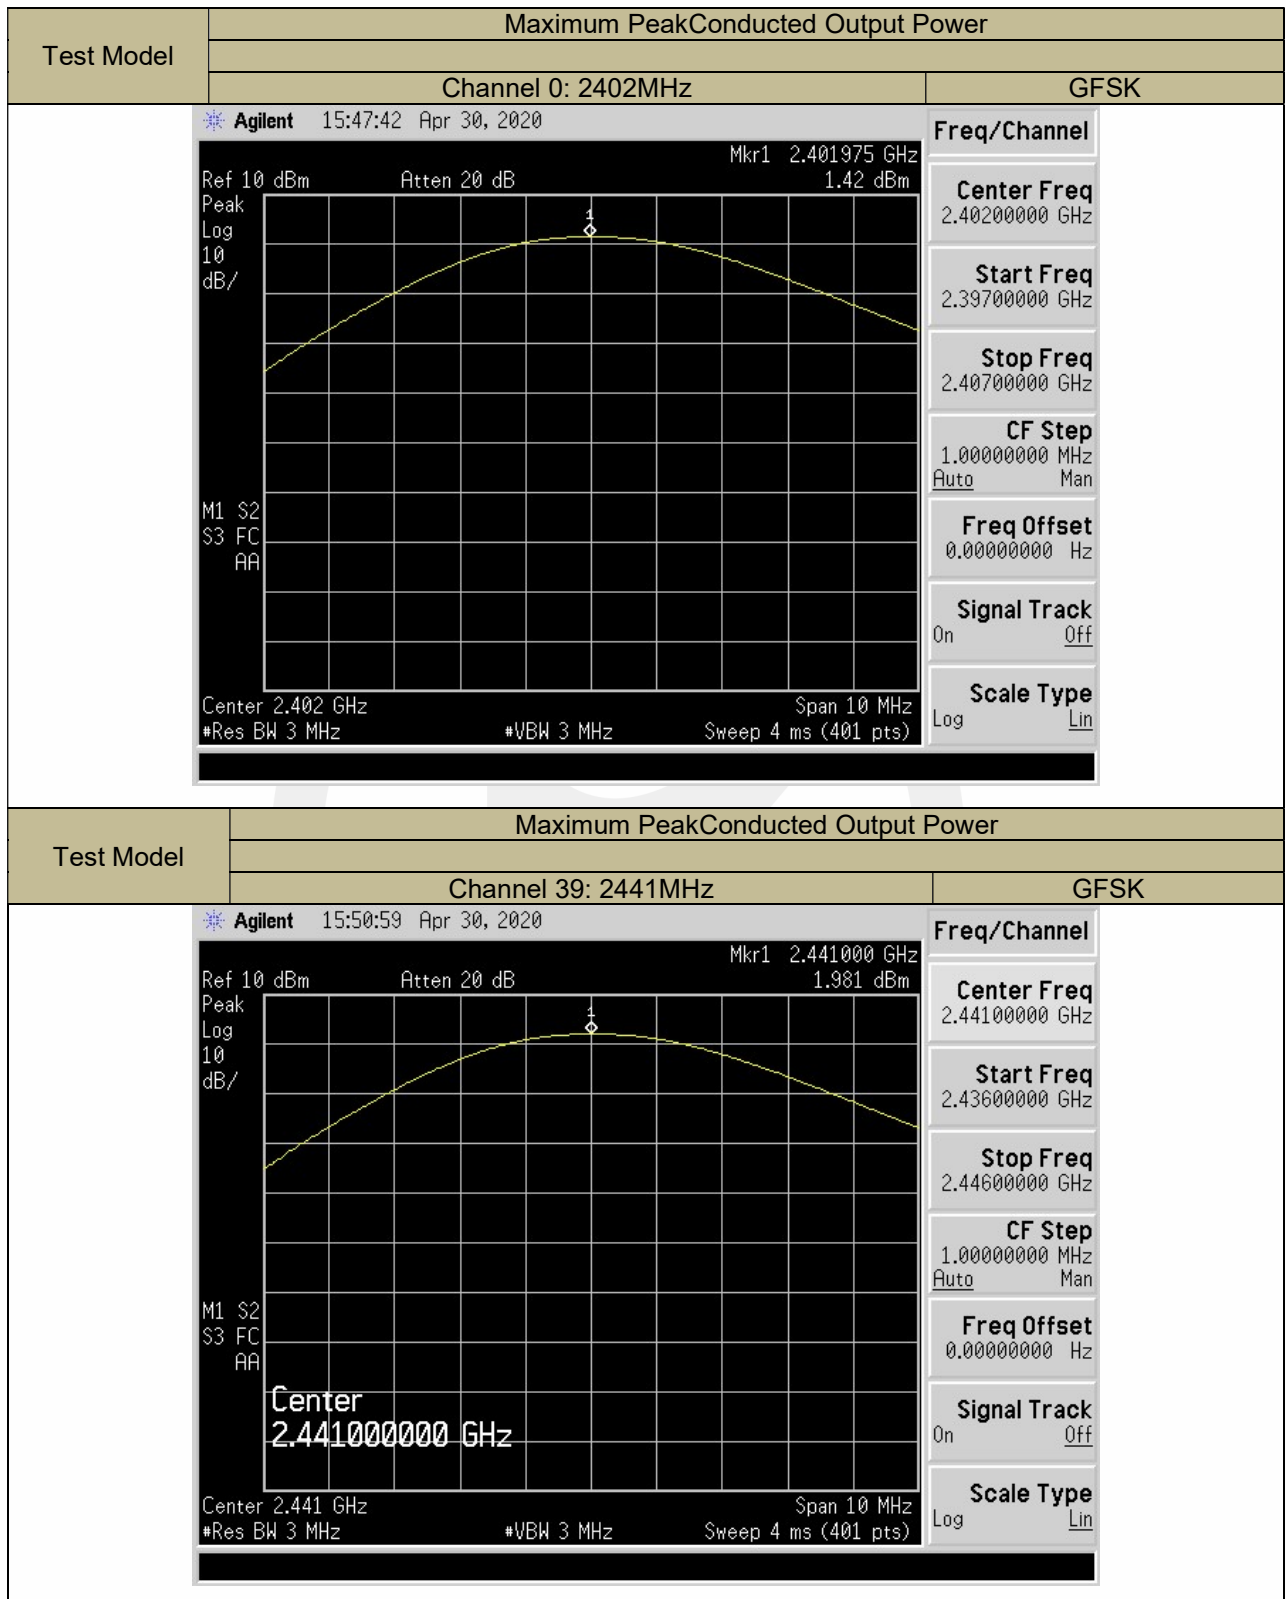 Maximum PeakConducted Output Power
Test Model
Channel 0: 2402MHz GFSK
Agilent 15:47:42 Apr 30, 2020 Freq/Channel
Mkr1 2.401975 GHz
Ref 10 dBm Atten 20 dB 1.42 dBm
Peak
Log
10
dB/
1
M1 S2
S3 FC
AA
Center 2.402 GHz Span 10 MHz
#Res BW 3 MHz #VBW 3 MHz Sweep 4 ms (401 pts)
Center Freq
2.40200000 GHz
Start Freq
2.39700000 GHz
Stop Freq
2.40700000 GHz
CF Step
1.00000000 MHz
Auto Man
Freq Offset
0.00000000 Hz
Signal Track
On Off
Scale Type
Log Lin
Maximum PeakConducted Output Power
Test Model
Channel 39: 2441MHz GFSK
Agilent 15:50:59 Apr 30, 2020 Freq/Channel
Mkr1 2.441000 GHz
Ref 10 dBm Atten 20 dB 1.981 dBm
Peak
Log
10
dB/
1
M1 S2
S3 FC
AA
Center
2.441000000 GHz
Center 2.441 GHz Span 10 MHz
#Res BW 3 MHz #VBW 3 MHz Sweep 4 ms (401 pts)
Center Freq
2.44100000 GHz
Start Freq
2.43600000 GHz
Stop Freq
2.44600000 GHz
CF Step
1.00000000 MHz
Auto Man
Freq Offset
0.00000000 Hz
Signal Track
On Off
Scale Type
Log Lin